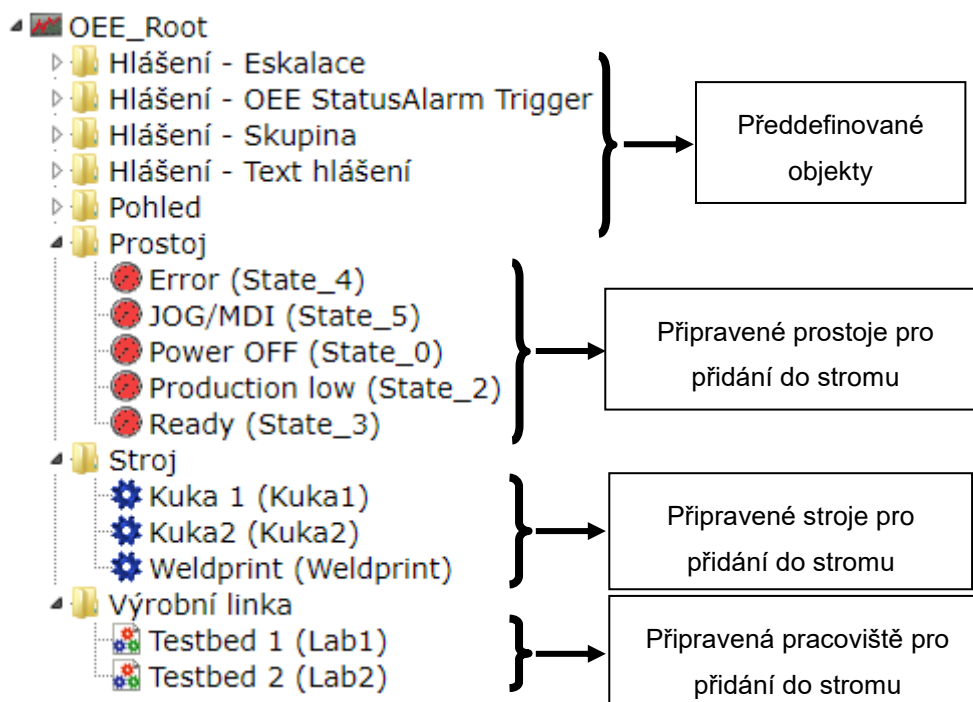 OEE_Root
Hlášení - Eskalace
Hlášení - OEE StatusAlarm Trigger
Hlášení - Skupina
Hlášení - Text hlášení
Pohled
Prostoj
Error (State_4)
JOG/MDI (State_5)
Power OFF (State_0)
Production low (State_2)
Ready (State_3)
Stroj
Kuka 1 (Kuka1)
Kuka2 (Kuka2)
Weldprint (Weldprint)
Výrobní linka
Testbed 1 (Lab1)
Testbed 2 (Lab2)
Předdefinované
objekty
Připravené prostoje pro
přidání do stromu
Připravené stroje pro
přidání do stromu
Připravená pracoviště pro
přidání do stromu